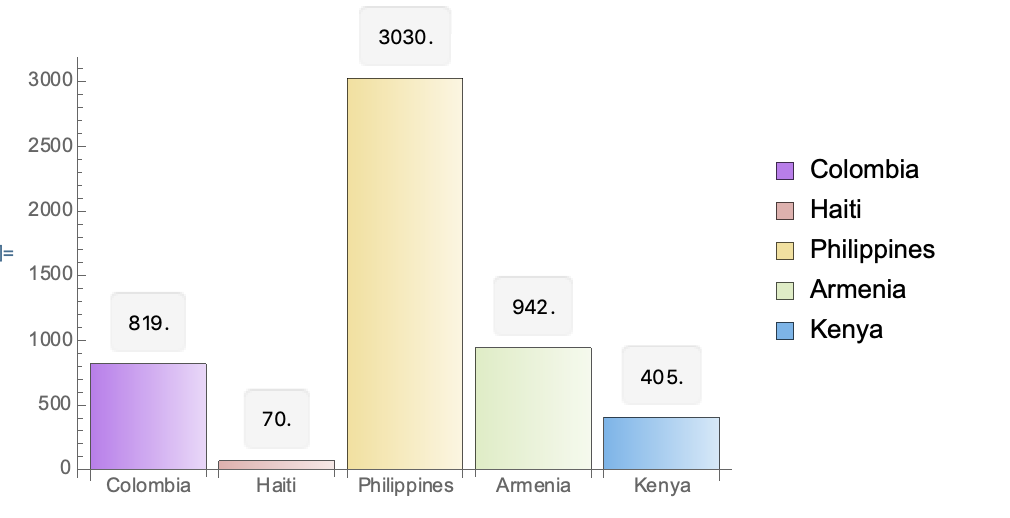 3030.
3000
2500
2000
1500
1000
500
0
819.
70.
942.
405.
Colombia
Haiti
Philippines
Armenia
Kenya
Colombia
Haiti
Philippines
Armenia
Kenya